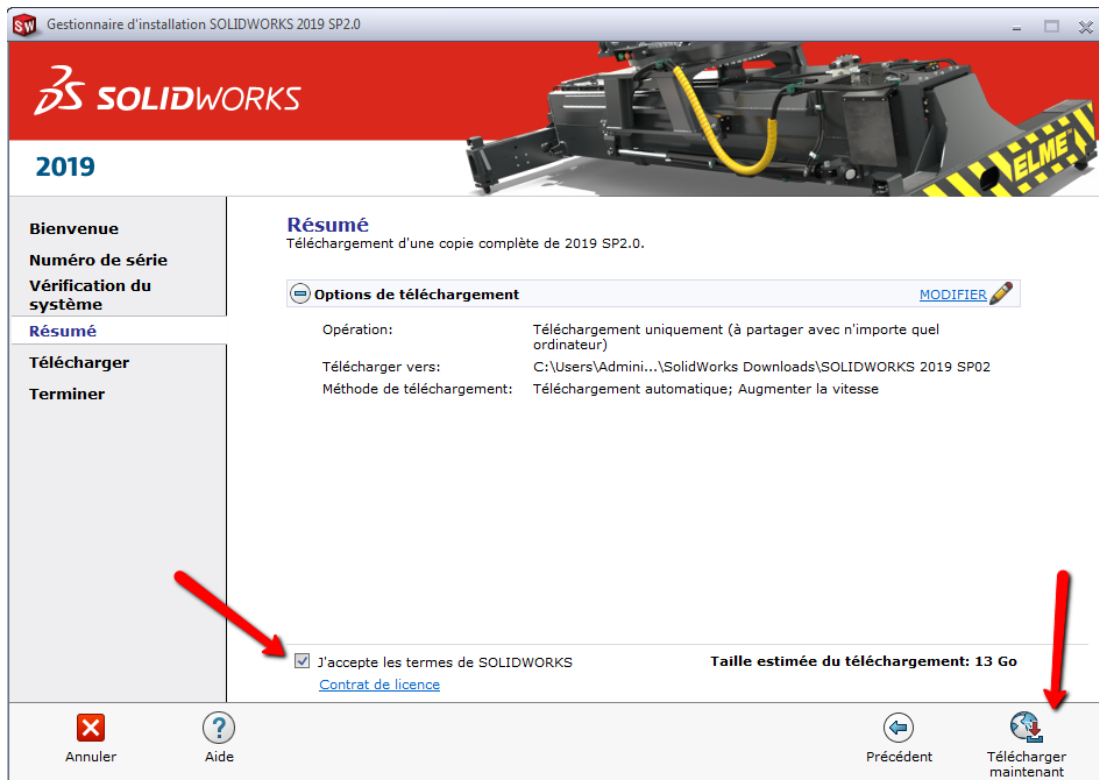 SW Gestionnaire d'installation SOLIDWORKS 2019 SP2.0
3S SOLIDWORKS
ELME™
2019
Bienvenue
Numéro de série
Vérification du
système
Résumé
Télécharger
Terminer
Résumé
Téléchargement d'une copie complète de 2019 SP2.0.
Options de téléchargement MODIFIER
Opération: Téléchargement uniquement (à partager avec n'importe quel
ordinateur)
Télécharger vers: C:\Users\Admini...\SolidWorks Downloads\SOLIDWORKS 2019 SP02
Méthode de téléchargement: Téléchargement automatique; Augmenter la vitesse
J'accepte les termes de SOLIDWORKS Taille estimée du téléchargement: 13 Go
Contrat de licence
Annuler Aide Précédent Télécharger
maintenant